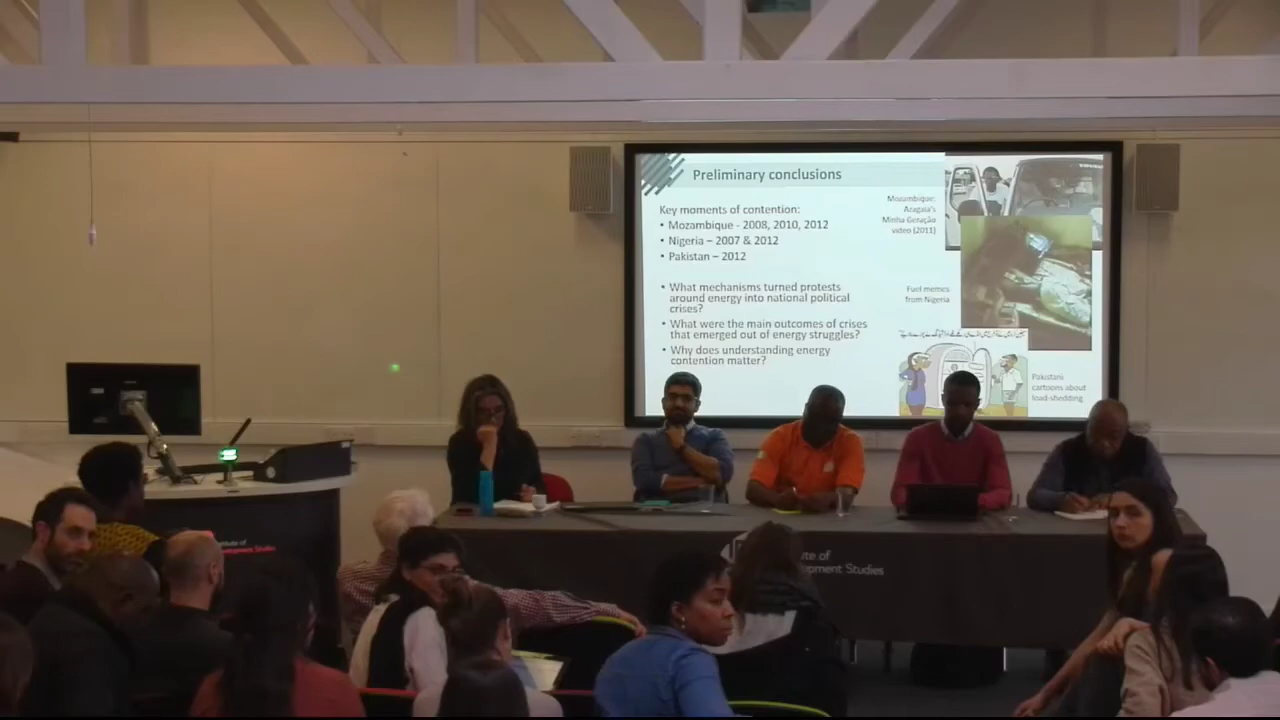 Preliminary conclusions
Key moments of contention:
• Mozambique - 2008, 2010, 2012
• Nigeria – 2007 & 2012
• Pakistan – 2012
• What mechanisms turned protests
around energy into national political
crises?
• What were the main outcomes of crises
that emerged out of energy struggles?
• Why does understanding energy
contention matter?
Mozambique:
Azagaia's
Minha Geração
video (2011)
Fuel memes
from Nigeria
Pakistani
cartoons about
load-shedding
Development Studies